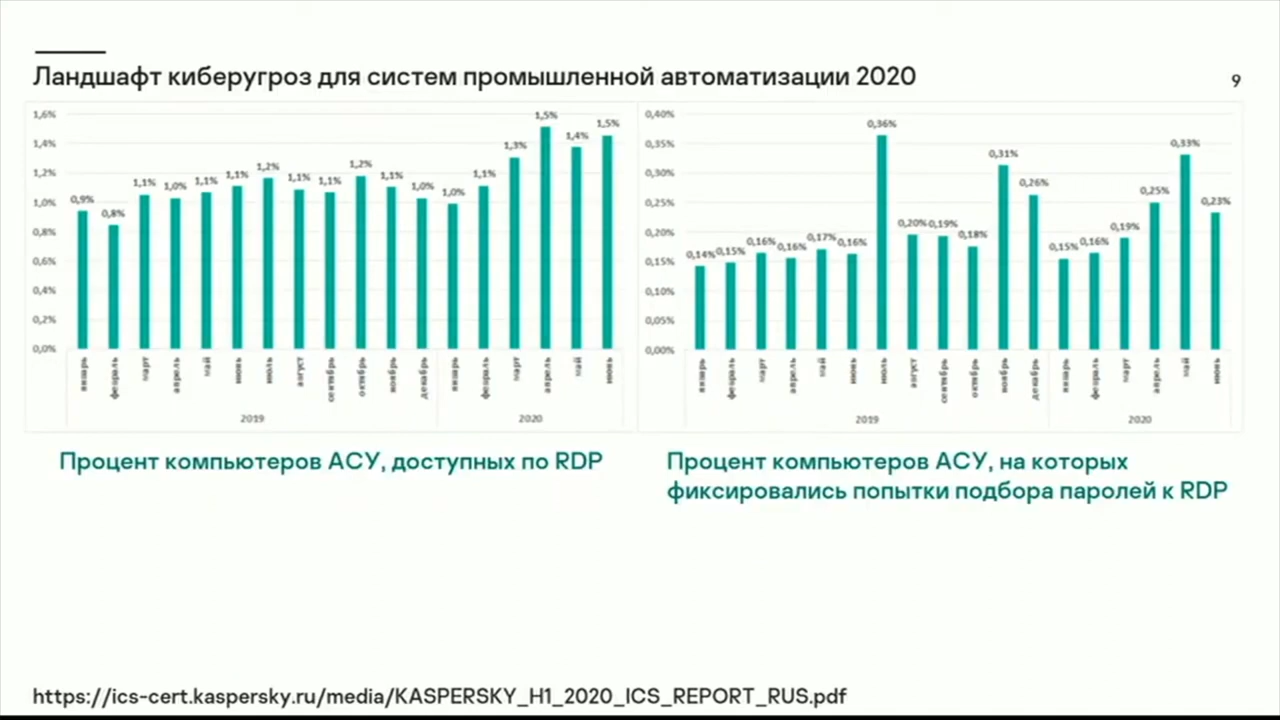 Ландшафт киберугроз для систем промышленной автоматизации 2020
9
1,6%
1,4%
1,2%
1,0%
0,8%
0,6%
0,4%
0,2%
0,0%
0,9% 0,8% 1,1% 1,0% 1,1% 1,1% 1,2% 1,1% 1,1% 1,2% 1,1% 1,0% 1,0% 1,1% 1,3% 1,5% 1,4% 1,5%
январь февраль март апрель май июнь июль август сентябрь октябрь ноябрь декабрь январь февраль март апрель май июнь
2019 2020
Процент компьютеров АСУ, доступных по RDP
0,40%
0,35%
0,30%
0,25%
0,20%
0,15%
0,10%
0,05%
0,00%
0,14% 0,15% 0,16% 0,16% 0,17% 0,16% 0,36% 0,20% 0,19% 0,18% 0,31% 0,26% 0,15% 0,16% 0,19% 0,25% 0,33% 0,23%
январь февраль март апрель май июнь июль август сентябрь октябрь ноябрь декабрь январь февраль март апрель май июнь
2019 2020
Процент компьютеров АСУ, на которых
фиксировались попытки подбора паролей к RDP
https://ics-cert.kaspersky.ru/media/KASPERSKY_H1_2020_ICS_REPORT_RUS.pdf